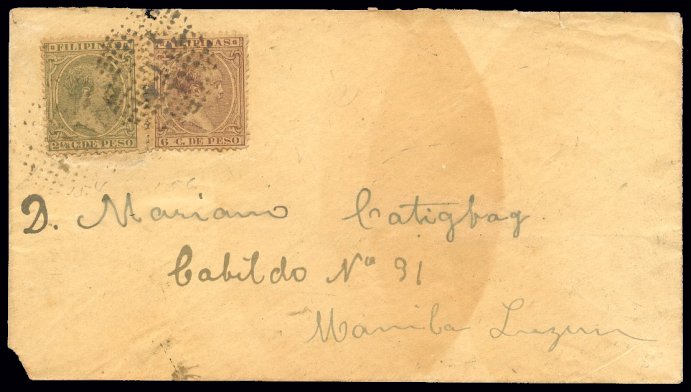 FILIPINAS FILIPINAS
2 4/8 C. DE PESO 6 C. DE PESO
D. Mariano Catigbag
Cabildo Nº 91
Manila Luzon